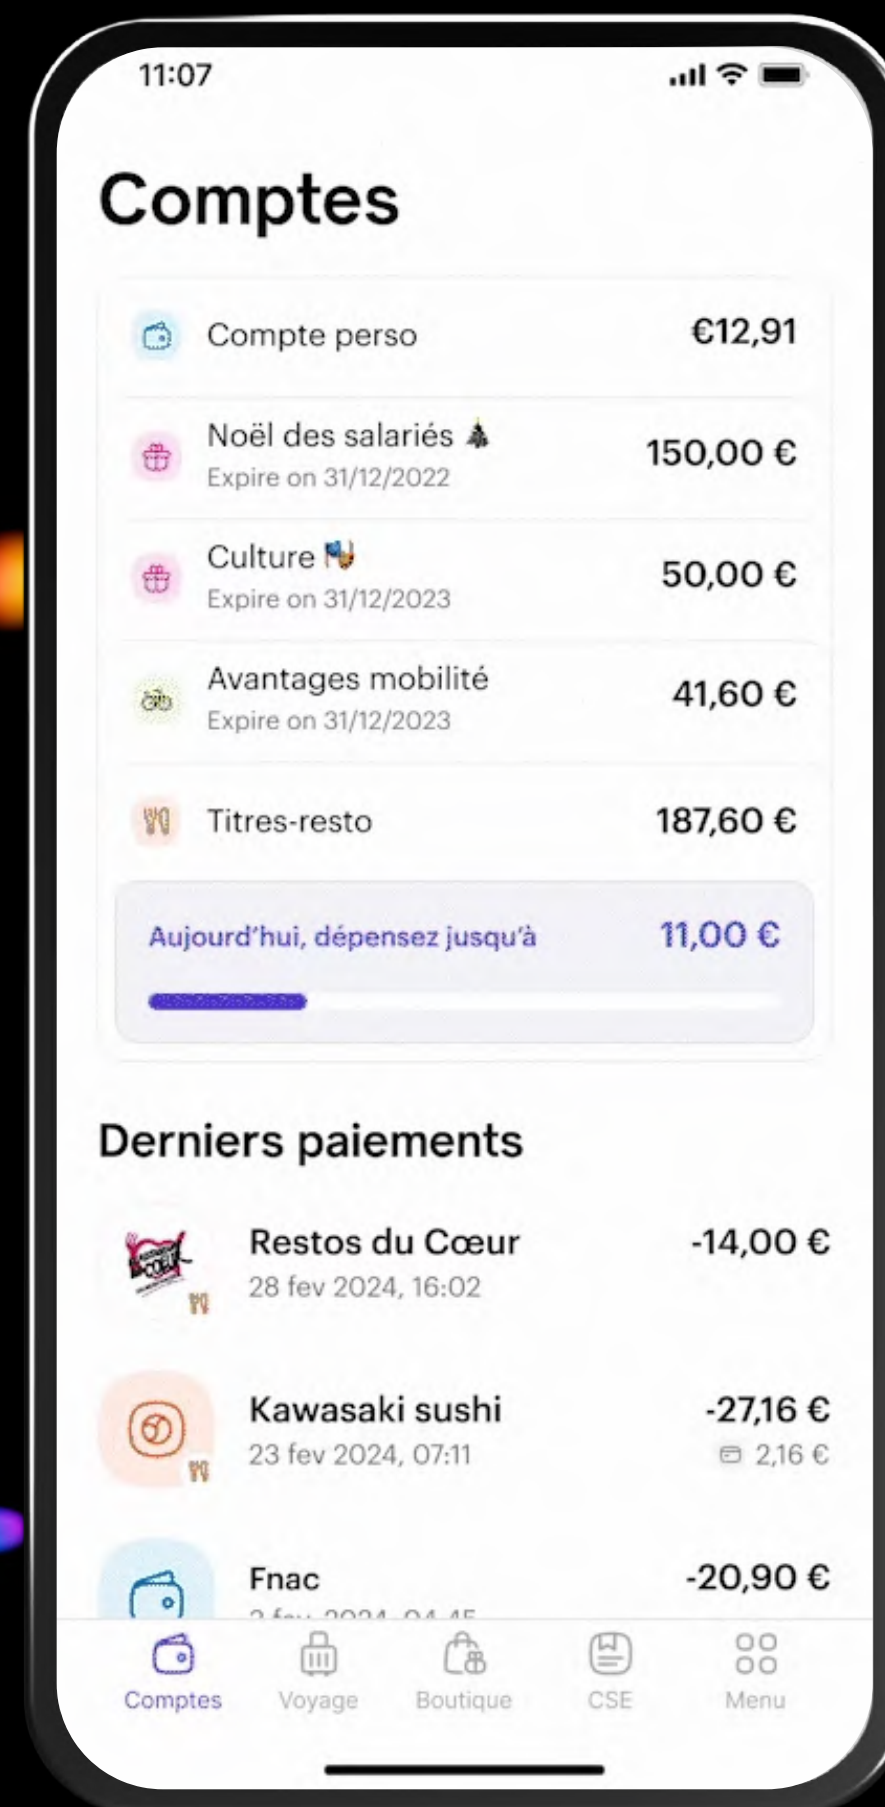 11:07
Comptes
Compte perso
€12,91
Noël des salariés
150,00 €
Expire on 31/12/2022
Culture
50,00 €
Expire on 31/12/2023
Avantages mobilité
41,60 €
Expire on 31/12/2023
Titres-resto
187,60 €
Aujourd'hui, dépensez jusqu'à
11,00 €
Derniers paiements
Restos du Cœur
-14,00 €
28 fev 2024, 16:02
Kawasaki sushi
-27,16 €
23 fev 2024, 07:11
2,16 €
Fnac
-20,90 €
Comptes
Voyage
Boutique
CSE
Menu